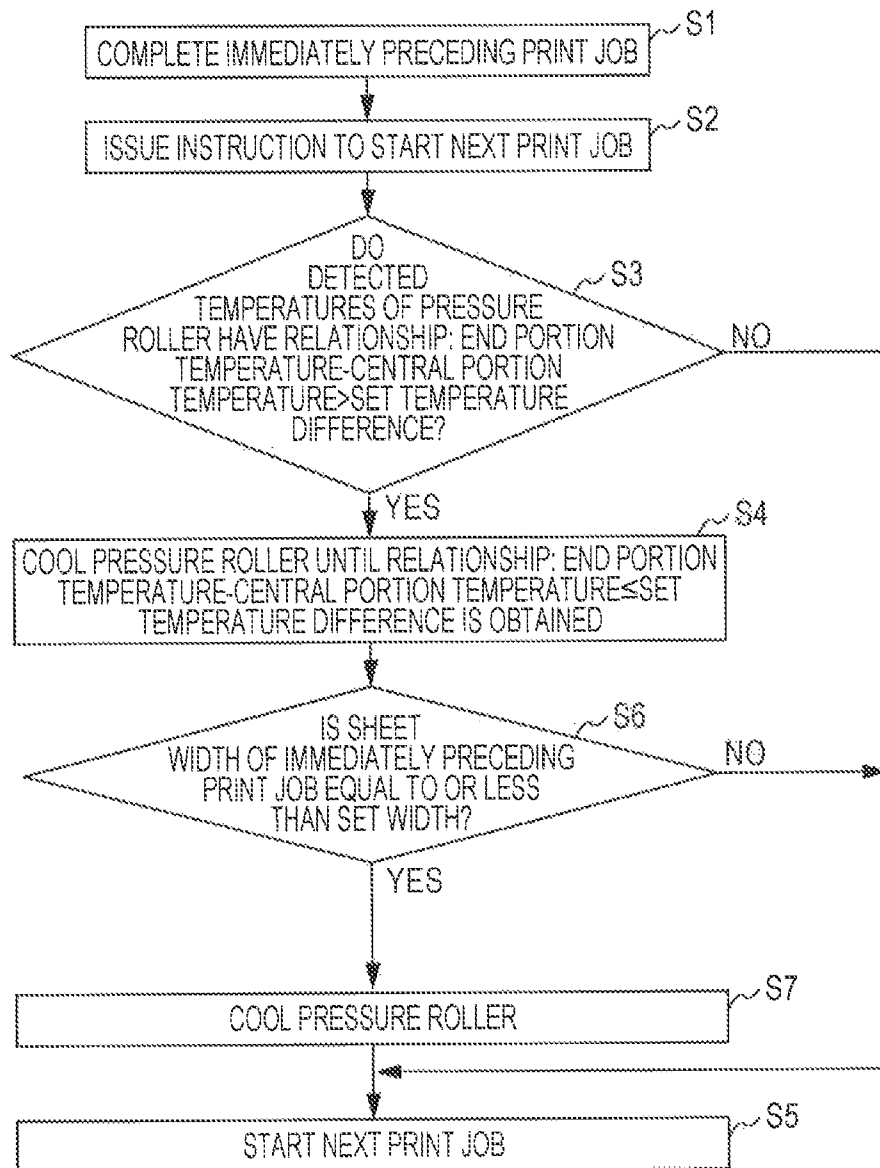 COMPLETE IMMEDIATELY PRECEDING PRINT JOB
S1
ISSUE INSTRUCTION TO START NEXT PRINT JOB
S2
DO
DETECTED
TEMPERATURES OF PRESSURE
ROLLER HAVE RELATIONSHIP: END PORTION
TEMPERATURE-CENTRAL PORTION
TEMPERATURE>SET TEMPERATURE
DIFFERENCE?
S3
NO
YES
S4
COOL PRESSURE ROLLER UNTIL RELATIONSHIP: END PORTION
TEMPERATURE-CENTRAL PORTION TEMPERATURE≤SET
TEMPERATURE DIFFERENCE IS OBTAINED
IS SHEET
WIDTH OF IMMEDIATELY PRECEDING
PRINT JOB EQUAL TO OR LESS
THAN SET WIDTH?
S6
NO
YES
S7
COOL PRESSURE ROLLER
S5
START NEXT PRINT JOB